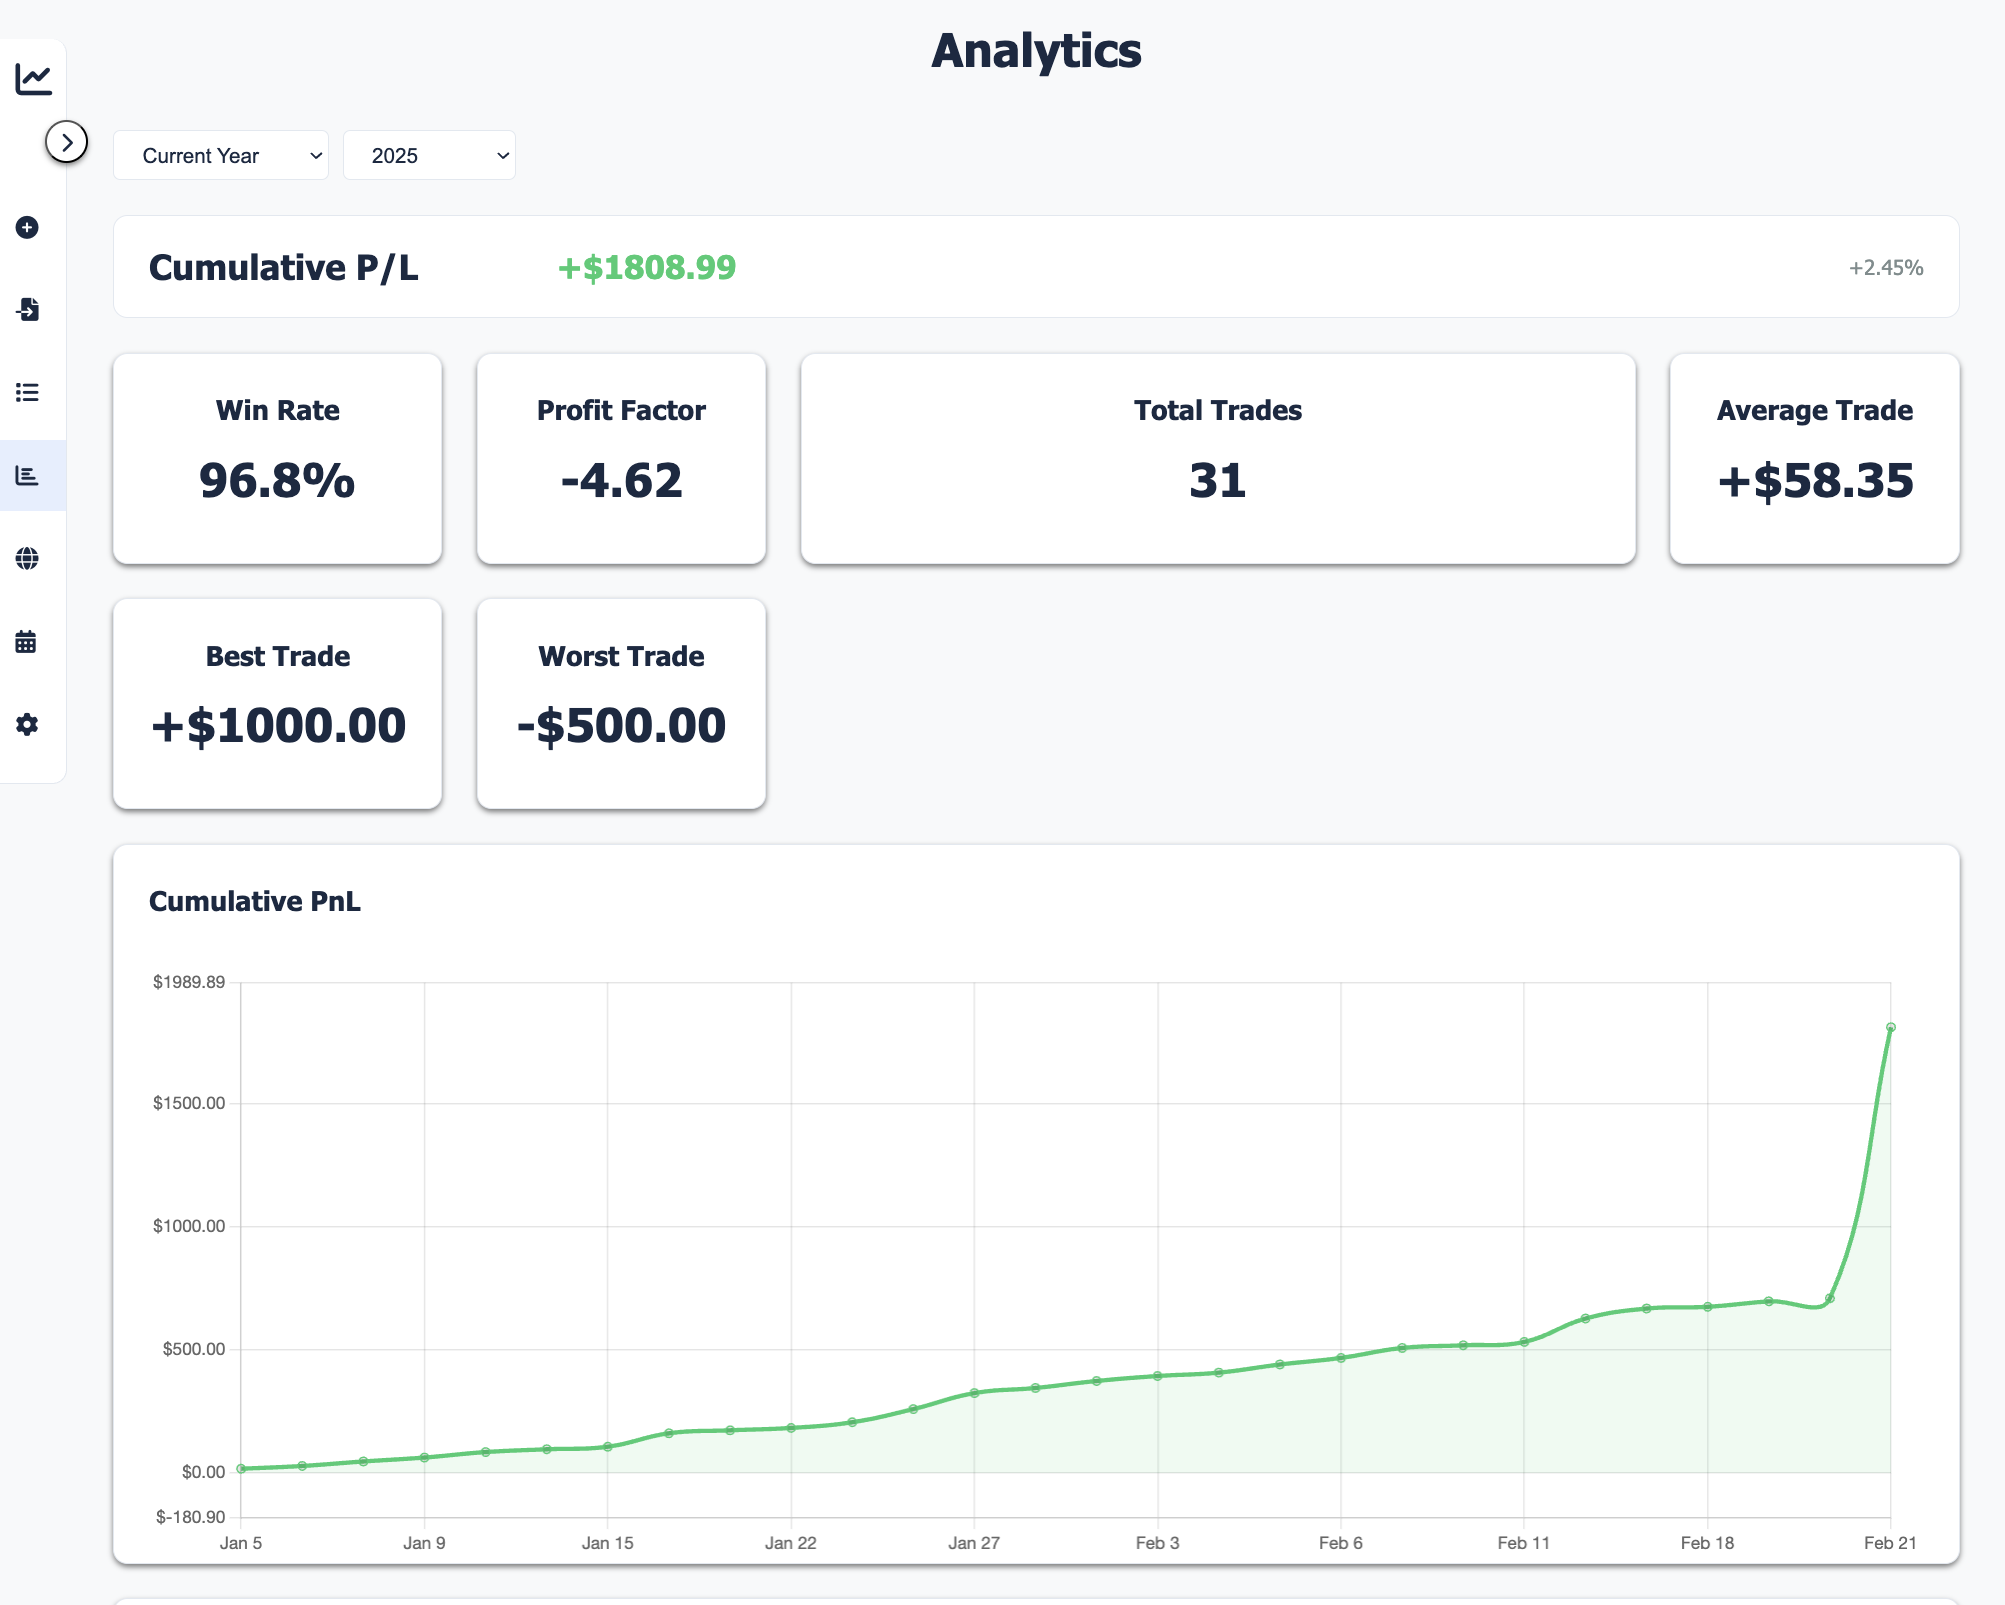 Analytics
Current Year
2025
Cumulative P/L
+$1808.99
+2.45%
Win Rate
96.8%
Profit Factor
-4.62
Total Trades
31
Average Trade
+$58.35
Best Trade
+$1000.00
Worst Trade
-$500.00
Cumulative PnL
$1989.89
$1500.00
$1000.00
$500.00
$0.00
$-180.90
Jan 5
Jan 9
Jan 15
Jan 22
Jan 27
Feb 3
Feb 6
Feb 11
Feb 18
Feb 21